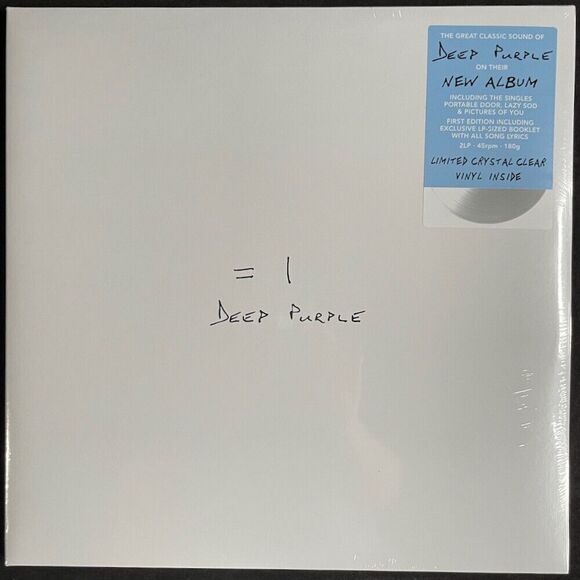 THE GREAT CLASSIC SOUND OF
DEEP PURPLE
ON THEIR
NEW ALBUM
INCLUDING THE SINGLES
PORTABLE DOOR, LAZY SOD
& PICTURES OF YOU
FIRST EDITION INCLUDING
EXCLUSIVE LP-SIZED BOOKLET
WITH ALL SONG LYRICS
2LP · 45rpm · 180g
LIMITED CRYSTAL CLEAR
VINYL INSIDE
= 1
DEEP PURPLE